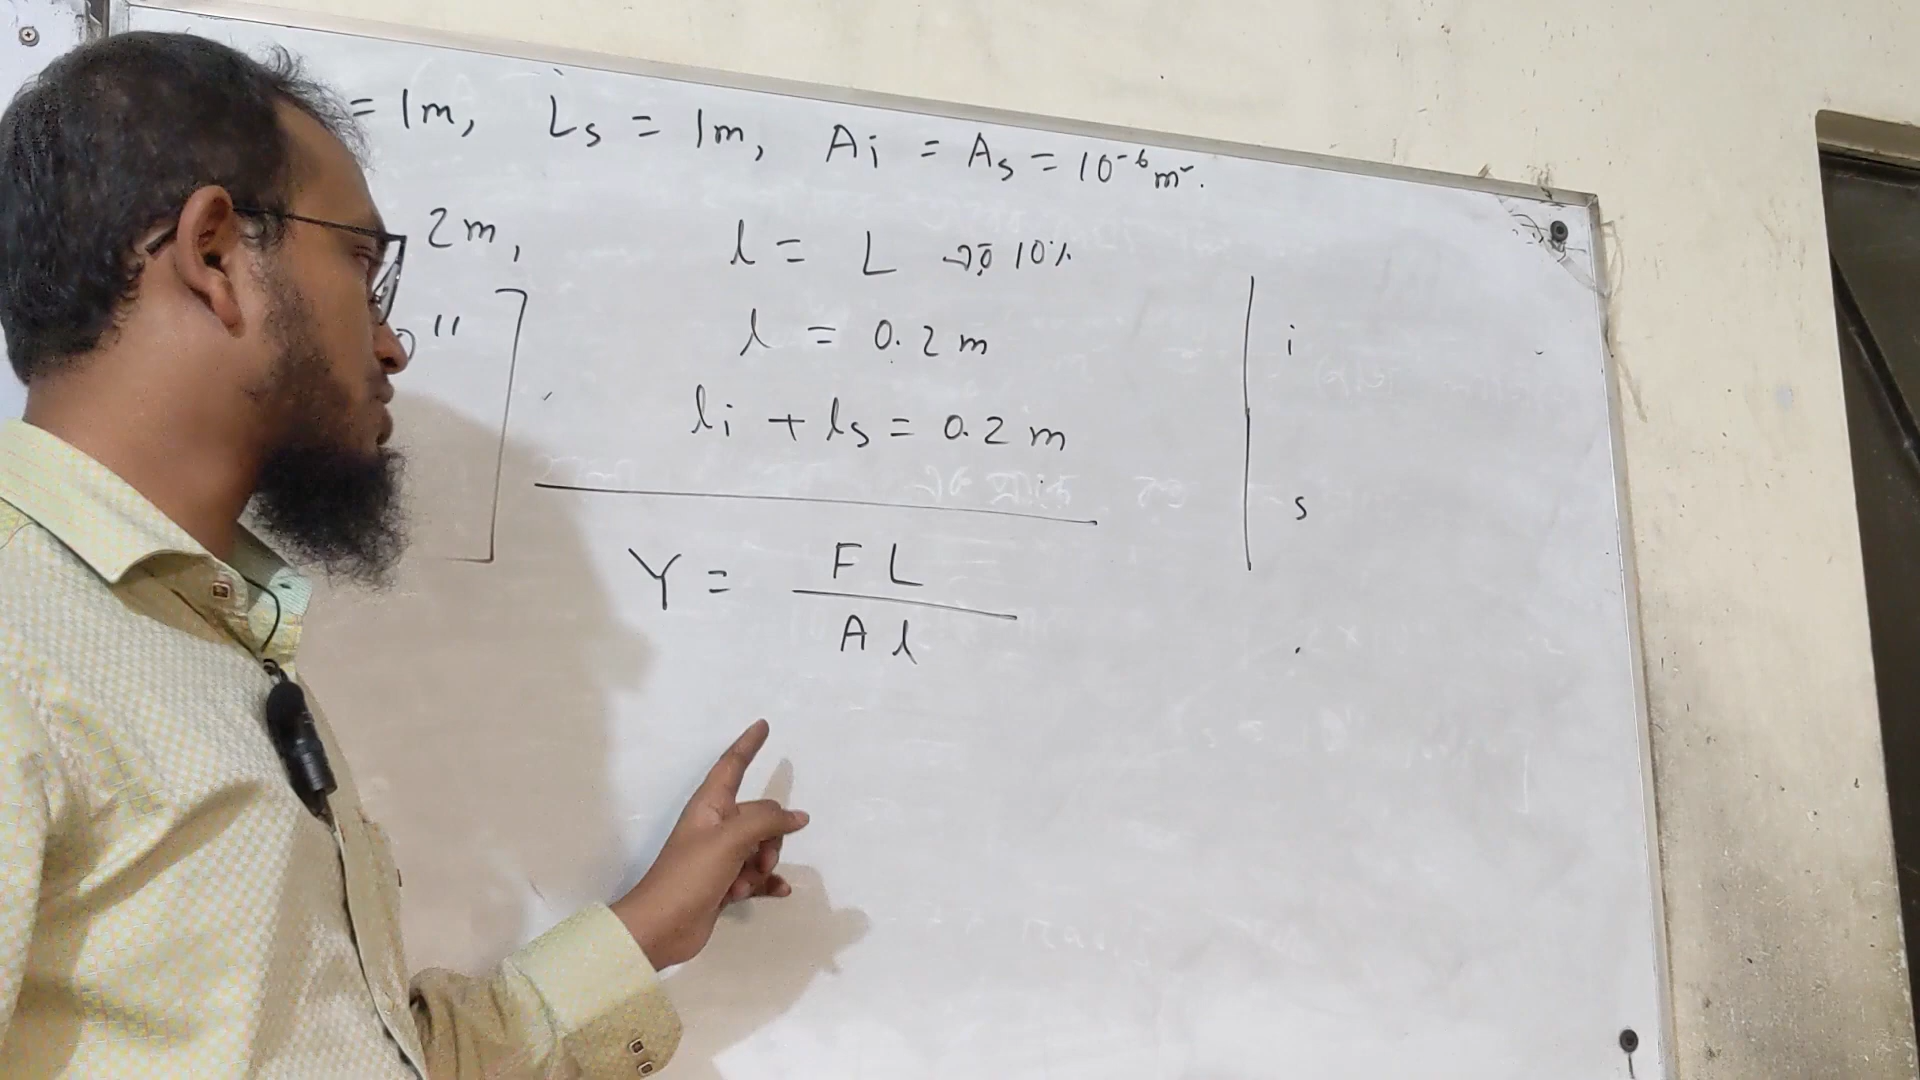 = 1m, Ls = 1m, Ai = As = 10⁻⁶ m².
2m,
l = L এর 10%
0"
l = 0.2 m
i
li + ls = 0.2 m
s
Y = FL / Al